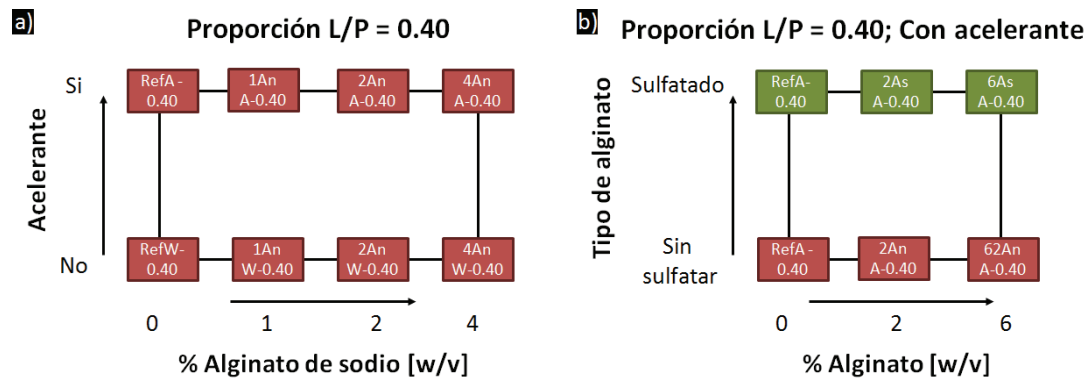 a)
Proporción L/P = 0.40
Acelerante
Si
RefA -
0.40
1An
A-0.40
2An
A-0.40
4An
A-0.40
No
RefW-
0.40
1An
W-0.40
2An
W-0.40
4An
W-0.40
0
1
2
4
% Alginato de sodio [w/v]
b)
Proporción L/P = 0.40; Con acelerante
Tipo de alginato
Sulfatado
RefA-
0.40
2As
A-0.40
6As
A-0.40
Sin
sulfatar
RefA -
0.40
2An
A-0.40
62An
A-0.40
0
2
6
% Alginato [w/v]